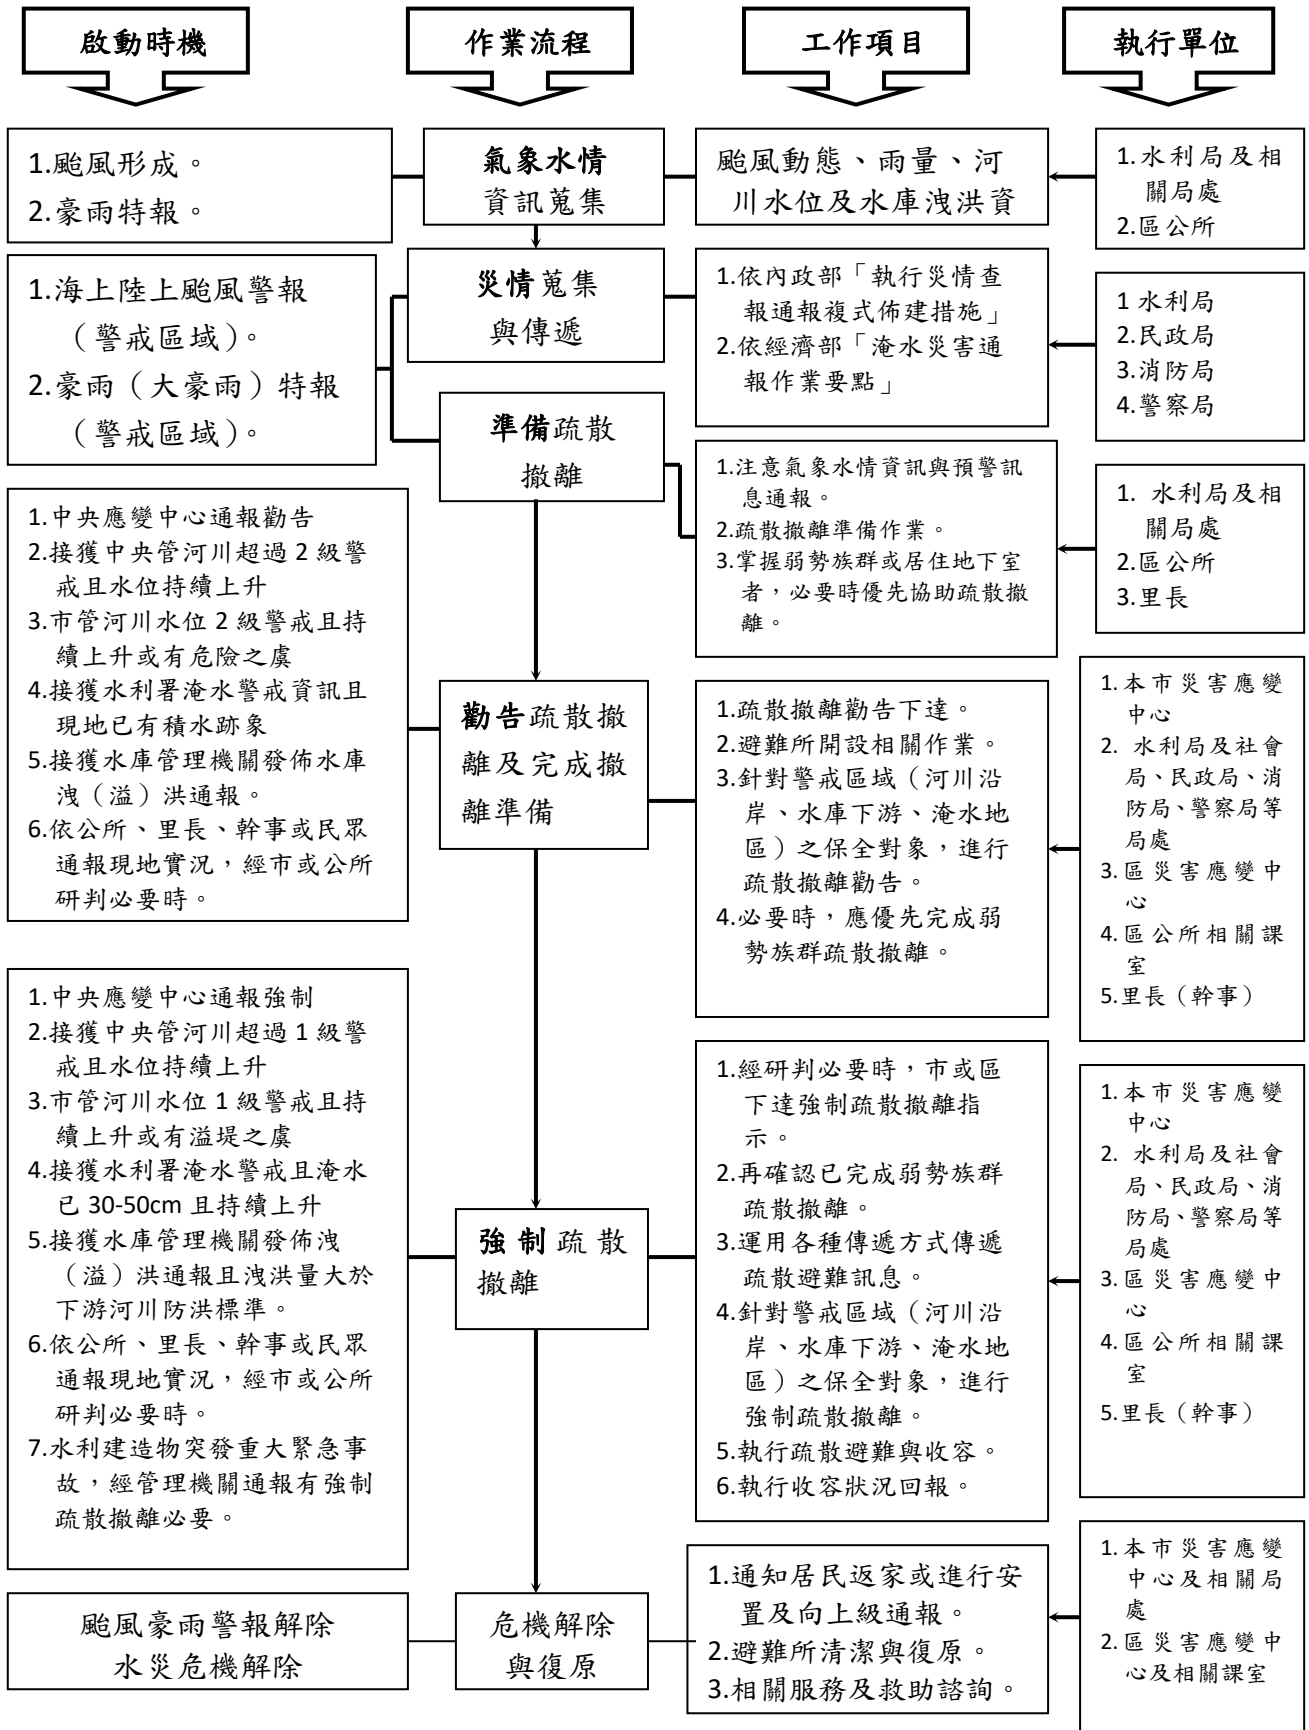 啟動時機
作業流程
工作項目
執行單位
1.颱風形成。
2.豪雨特報。
氣象水情
資訊蒐集
颱風動態、雨量、河
川水位及水庫洩洪資
1.水利局及相
關局處
2.區公所
1.海上陸上颱風警報
（警戒區域）。
2.豪雨（大豪雨）特報
（警戒區域）。
災情蒐集
與傳遞
1.依內政部「執行災情查
報通報複式佈建措施」
2.依經濟部「淹水災害通
報作業要點」
1 水利局
2.民政局
3.消防局
4.警察局
準備疏散
撤離
1.注意氣象水情資訊與預警訊
息通報。
2.疏散撤離準備作業。
3.掌握弱勢族群或居住地下室
者，必要時優先協助疏散撤
離。
1. 水利局及相
關局處
2.區公所
3.里長
1.中央應變中心通報勸告
2.接獲中央管河川超過 2 級警
戒且水位持續上升
3.市管河川水位 2 級警戒且持
續上升或有危險之虞
4.接獲水利署淹水警戒資訊且
現地已有積水跡象
5.接獲水庫管理機關發佈水庫
洩（溢）洪通報。
6.依公所、里長、幹事或民眾
通報現地實況，經市或公所
研判必要時。
勸告疏散撤
離及完成撤
離準備
1.疏散撤離勸告下達。
2.避難所開設相關作業。
3.針對警戒區域（河川沿
岸、水庫下游、淹水地
區）之保全對象，進行
疏散撤離勸告。
4.必要時，應優先完成弱
勢族群疏散撤離。
1.本市災害應變
中心
2. 水利局及社會
局、民政局、消
防局、警察局等
局處
3.區災害應變中
心
4.區公所相關課
室
5.里長（幹事）
1.中央應變中心通報強制
2.接獲中央管河川超過 1 級警
戒且水位持續上升
3.市管河川水位 1 級警戒且持
續上升或有溢堤之虞
4.接獲水利署淹水警戒且淹水
已 30-50cm 且持續上升
5.接獲水庫管理機關發佈洩
（溢）洪通報且洩洪量大於
下游河川防洪標準。
6.依公所、里長、幹事或民眾
通報現地實況，經市或公所
研判必要時。
7.水利建造物突發重大緊急事
故，經管理機關通報有強制
疏散撤離必要。
強制疏散
撤離
1.經研判必要時，市或區
下達強制疏散撤離指
示。
2.再確認已完成弱勢族群
疏散撤離。
3.運用各種傳遞方式傳遞
疏散避難訊息。
4.針對警戒區域（河川沿
岸、水庫下游、淹水地
區）之保全對象，進行
強制疏散撤離。
5.執行疏散避難與收容。
6.執行收容狀況回報。
1.本市災害應變
中心
2. 水利局及社會
局、民政局、消
防局、警察局等
局處
3.區災害應變中
心
4.區公所相關課
室
5.里長（幹事）
颱風豪雨警報解除
水災危機解除
危機解除
與復原
1.通知居民返家或進行安
置及向上級通報。
2.避難所清潔與復原。
3.相關服務及救助諮詢。
1.本市災害應變
中心及相關局
處
2.區災害應變中
心及相關課室